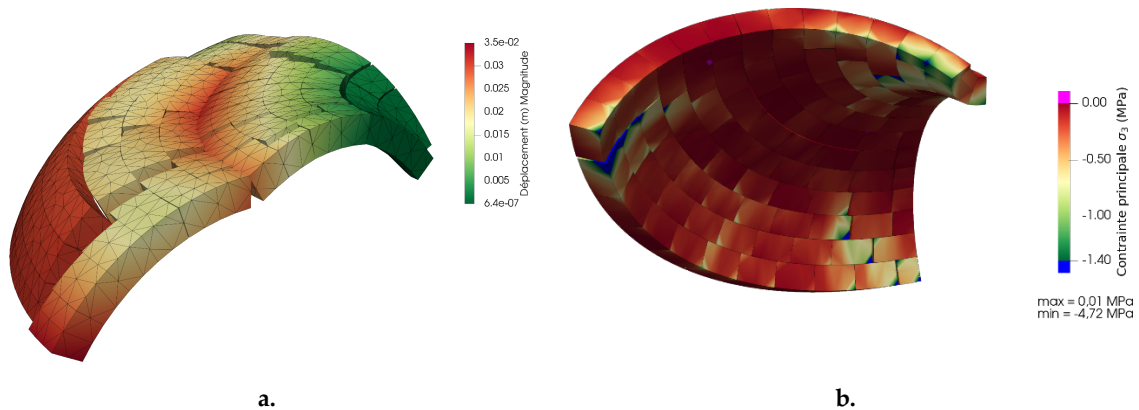 3.5e-02
0.03
0.025
0.02
0.015
0.01
0.005
6.4e-07
Déplacement (m) Magnitude
0.00
-0.50
-1.00
-1.40
Contrainte principale σ₃ (MPa)
max = 0,01 MPa
min = -4,72 MPa
a.
b.